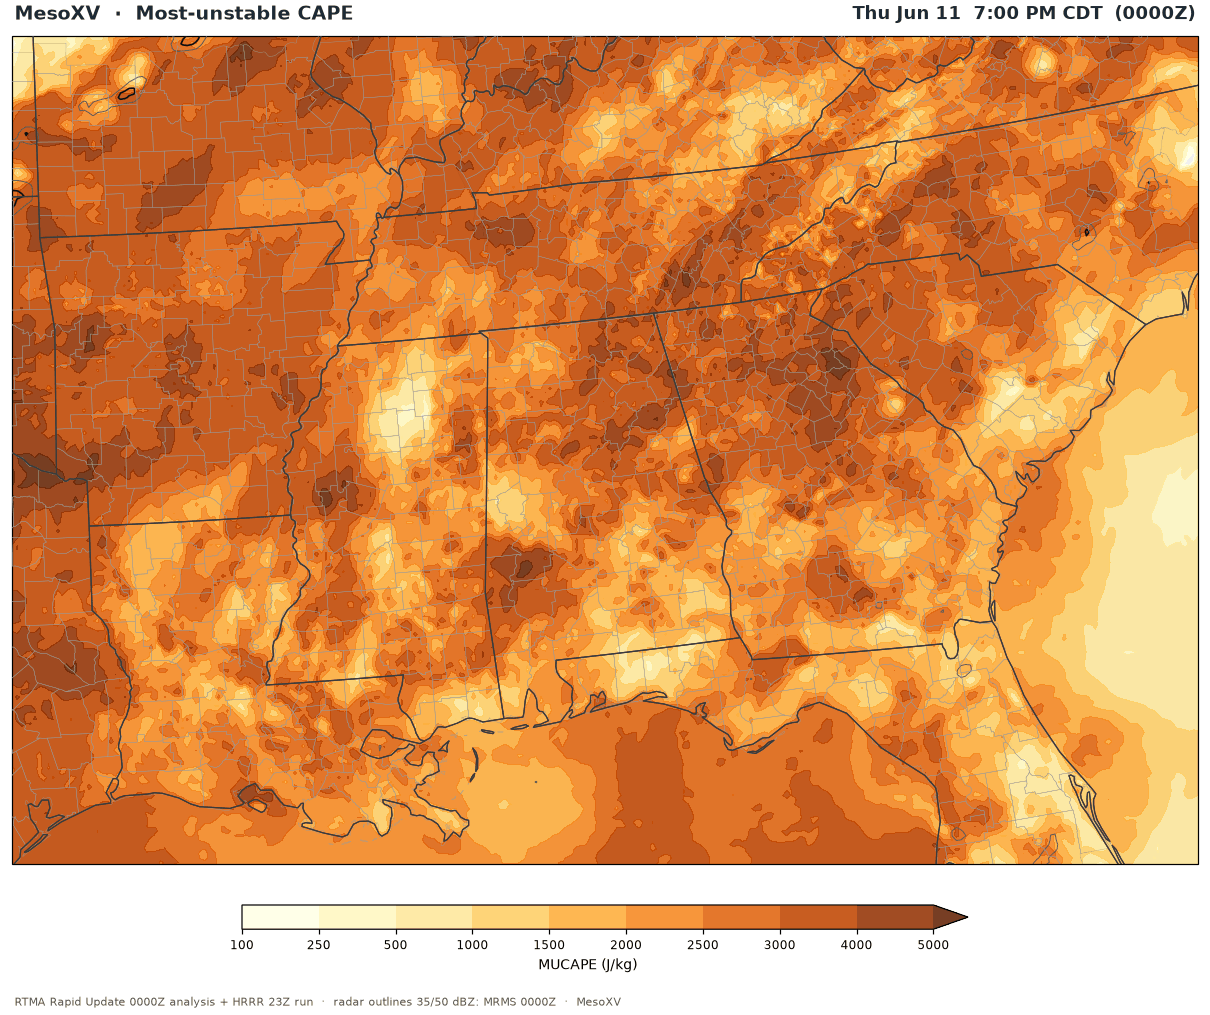 MesoXV · Most-unstable CAPE
Thu Jun 11 7:00 PM CDT (0000Z)
100 250 500 1000 1500 2000 2500 3000 4000 5000
MUCAPE (J/kg)
RTMA Rapid Update 0000Z analysis + HRRR 23Z run · radar outlines 35/50 dBZ: MRMS 0000Z · MesoXV